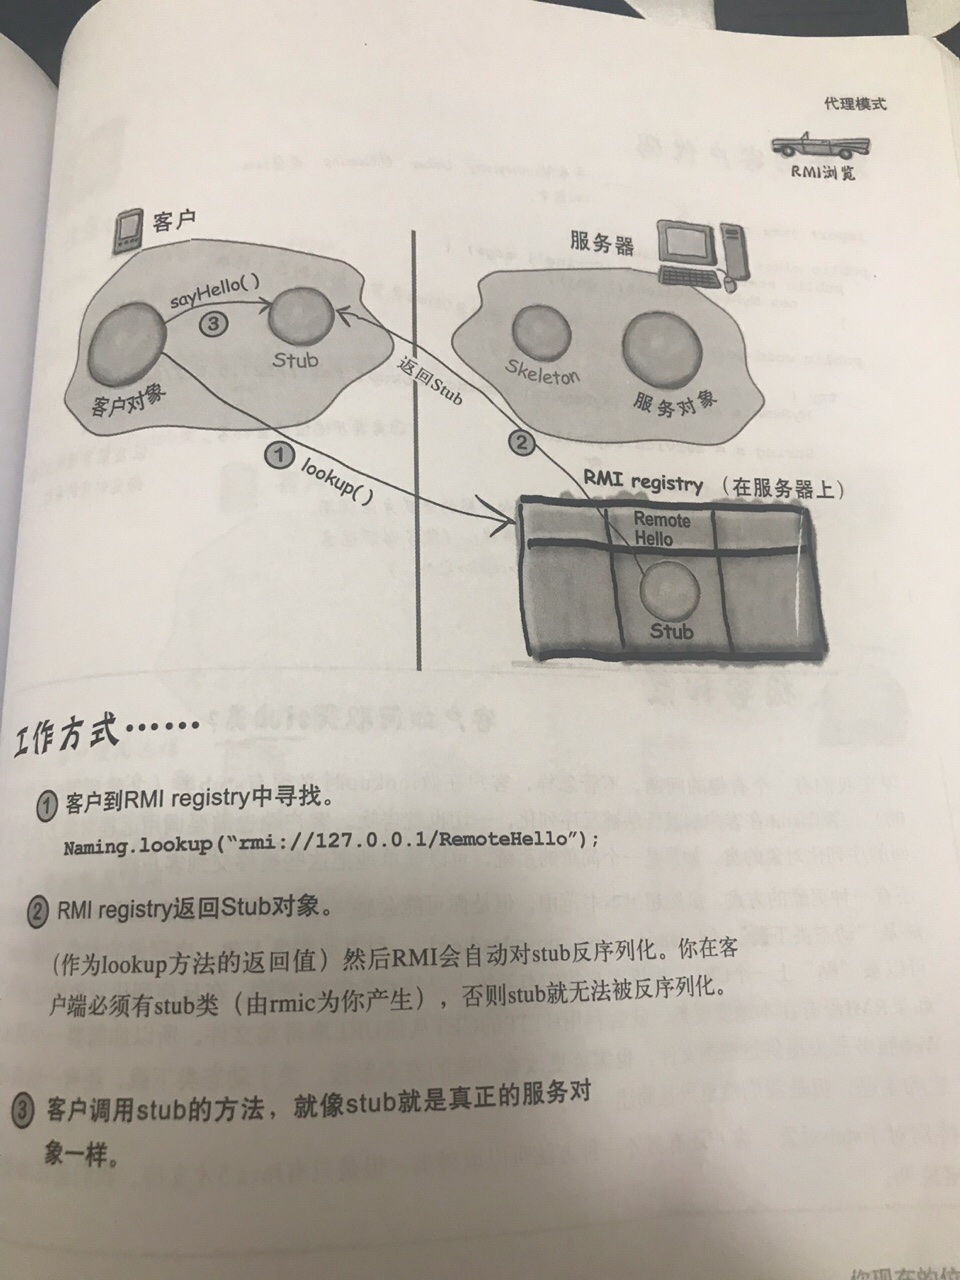 代理模式
RMI浏览
客户
服务器
sayHello()
3
Stub
客户对象
返回Stub
Skeleton
服务对象
2
1
lookup()
RMI registry （在服务器上）
Remote
Hello
Stub
工作方式……
1 客户到RMI registry中寻找。
Naming.lookup(“rmi://127.0.0.1/RemoteHello”);
2 RMI registry返回Stub对象。
(作为lookup方法的返回值）然后RMI会自动对stub反序列化。你在客
户端必须有stub类（由rmic为你产生），否则stub就无法被反序列化。
3 客户调用stub的方法，就像stub就是真正的服务对
象一样。